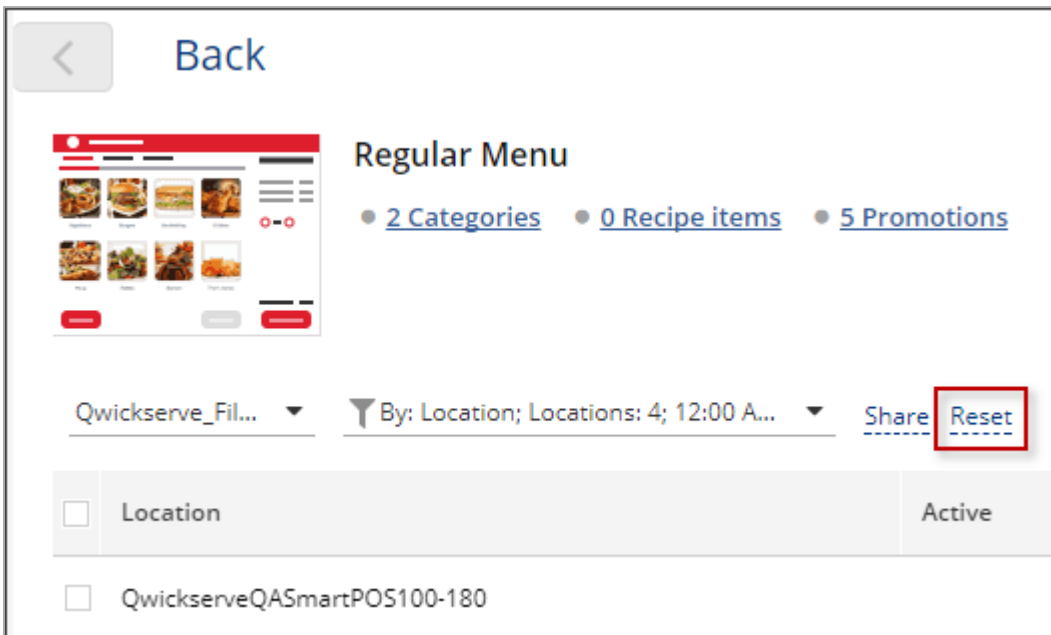 Back
Regular Menu
2 Categories 0 Recipe items 5 Promotions
Qwickserve_Fil... By: Location; Locations: 4; 12:00 A... Share Reset
Location Active
QwickserveQASmartPOS100-180